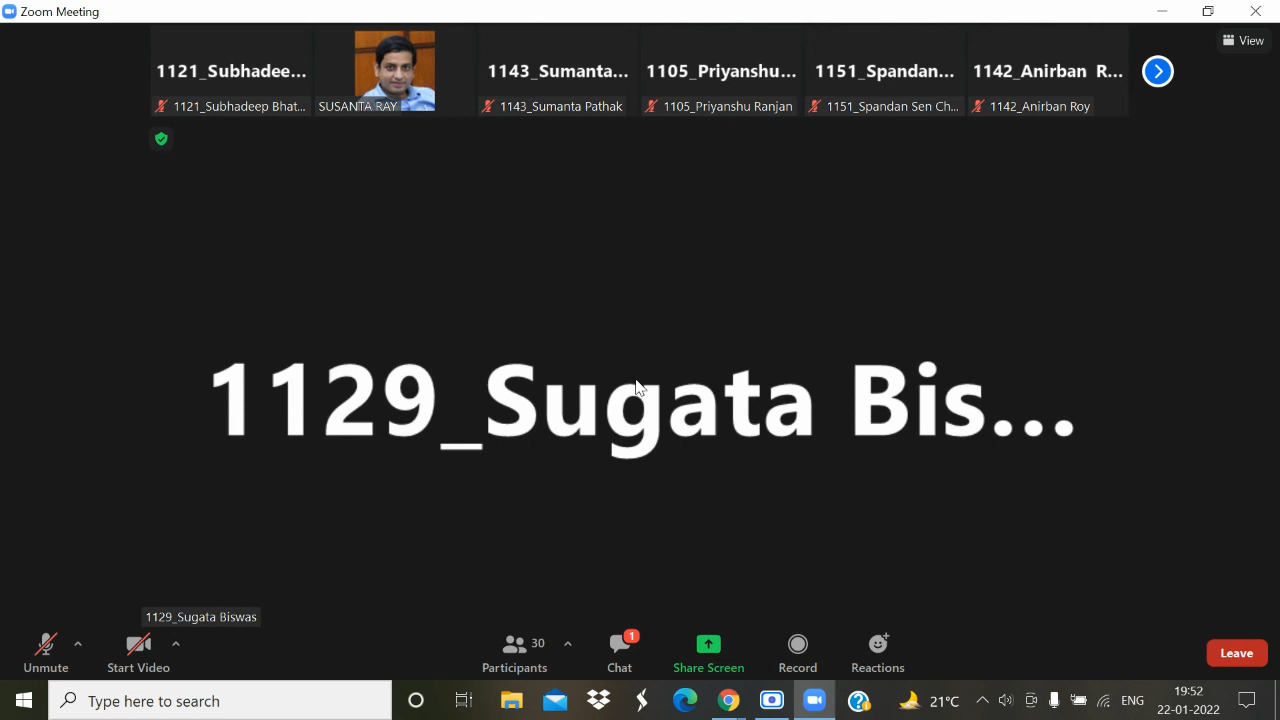 Zoom Meeting
View
1121_Subhadee...
1143_Sumanta...
1105_Priyanshu...
1151_Spandan...
1142_Anirban R...
1121_Subhadeep Bhat...
SUSANTA RAY
1143_Sumanta Pathak
1105_Priyanshu Ranjan
1151_Spandan Sen Ch...
1142_Anirban Roy
1129_Sugata Bis...
1129_Sugata Biswas
30
1
Unmute
Start Video
Participants
Chat
Share Screen
Record
Reactions
Leave
Type here to search
21°C
ENG
19:52
22-01-2022